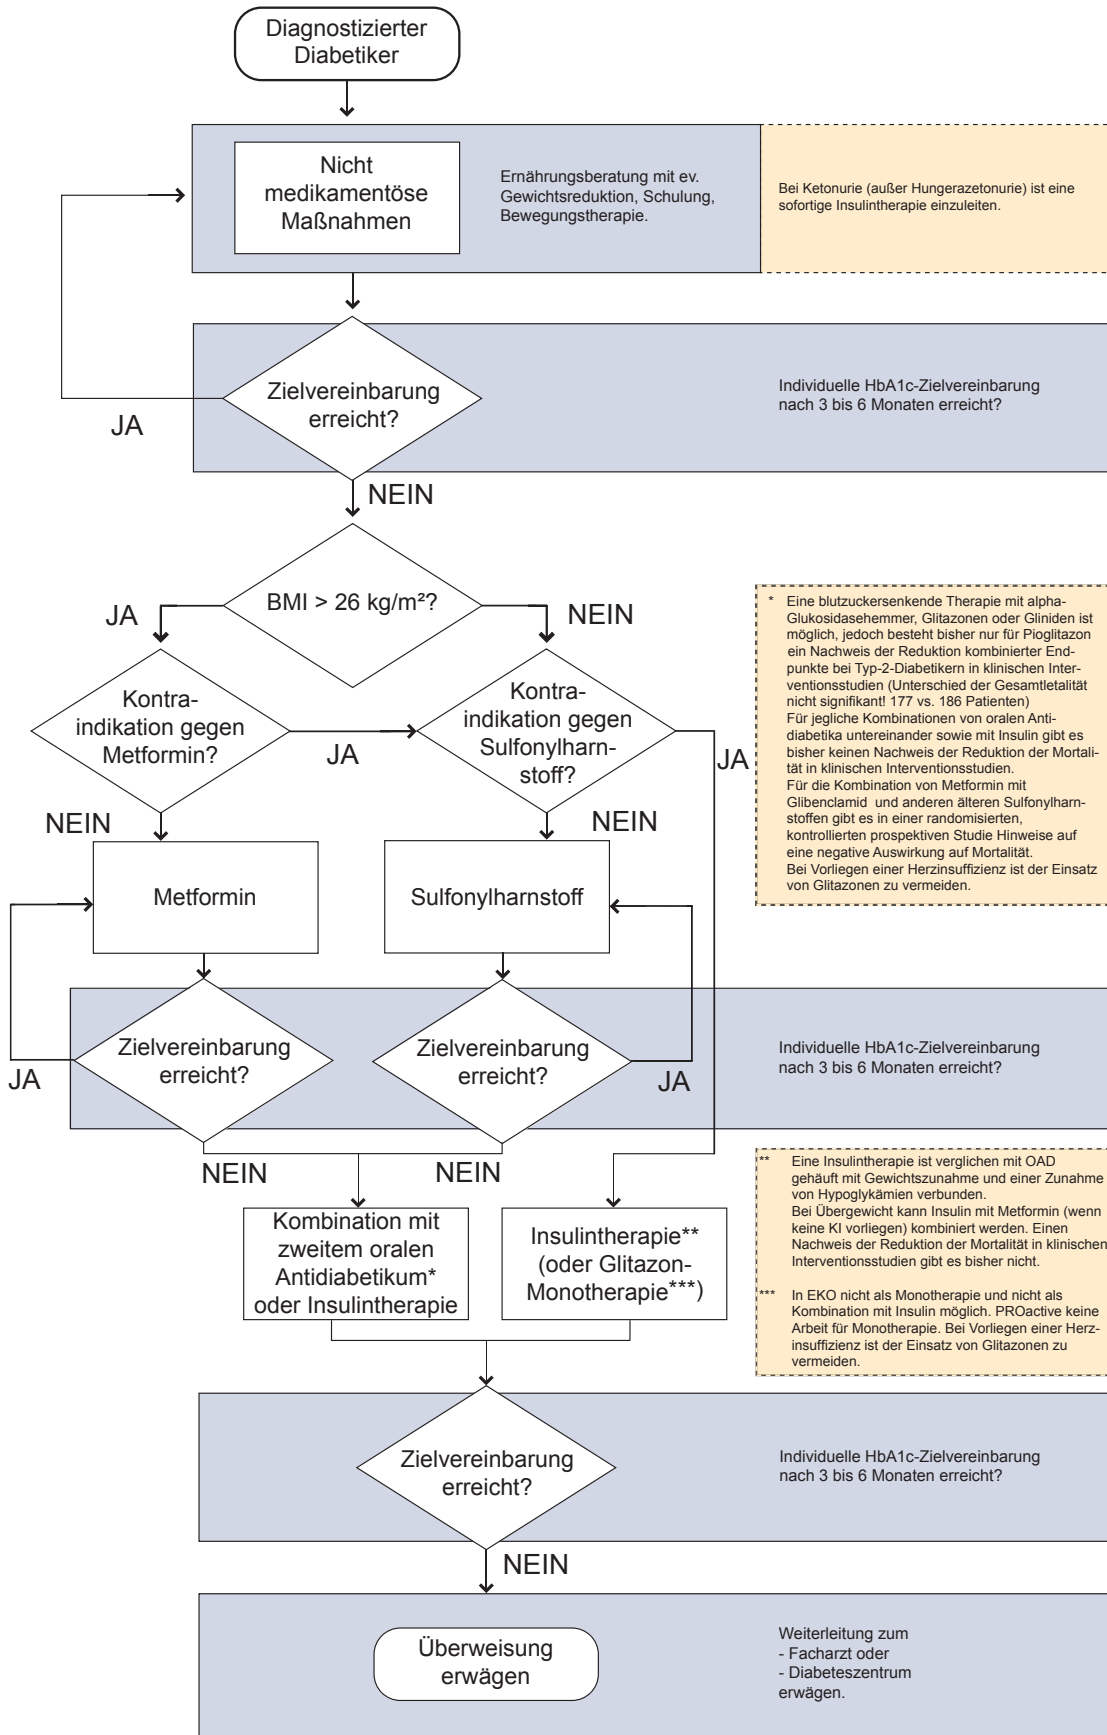 Diagnostizierter
Diabetiker
Nicht
medikamentöse
Maßnahmen
Ernährungsberatung mit ev.
Gewichtsreduktion, Schulung,
Bewegungstherapie.
Bei Ketonurie (außer Hungerazetonurie) ist eine
sofortige Insulintherapie einzuleiten.
Zielvereinbarung
erreicht?
Individuelle HbA1c-Zielvereinbarung
nach 3 bis 6 Monaten erreicht?
JA
NEIN
BMI > 26 kg/m²?
JA
NEIN
Kontra-
indikation gegen
Metformin?
JA
Kontra-
indikation gegen
Sulfonylharn-
stoff?
JA
* Eine blutzuckersenkende Therapie mit alpha-
Glukosidasehemmer, Glitazonen oder Gliniden ist
möglich, jedoch besteht bisher nur für Pioglitazon
ein Nachweis der Reduktion kombinierter End-
punkte bei Typ-2-Diabetikern in klinischen Inter-
ventionsstudien (Unterschied der Gesamtletalität
nicht signifikant! 177 vs. 186 Patienten)
Für jegliche Kombinationen von oralen Anti-
diabetika untereinander sowie mit Insulin gibt es
bisher keinen Nachweis der Reduktion der Mortali-
tät in klinischen Interventionsstudien.
Für die Kombination von Metformin mit
Glibenclamid und anderen älteren Sulfonylharn-
stoffen gibt es in einer randomisierten,
kontrollierten prospektiven Studie Hinweise auf
eine negative Auswirkung auf Mortalität.
Bei Vorliegen einer Herzinsuffizienz ist der Einsatz
von Glitazonen zu vermeiden.
NEIN
NEIN
Metformin
Sulfonylharnstoff
Zielvereinbarung
erreicht?
Zielvereinbarung
erreicht?
Individuelle HbA1c-Zielvereinbarung
nach 3 bis 6 Monaten erreicht?
JA
JA
NEIN
NEIN
Kombination mit
zweitem oralen
Antidiabetikum*
oder Insulintherapie
Insulintherapie**
(oder Glitazon-
Monotherapie***)
** Eine Insulintherapie ist verglichen mit OAD
gehäuft mit Gewichtszunahme und einer Zunahme
von Hypoglykämien verbunden.
Bei Übergewicht kann Insulin mit Metformin (wenn
keine KI vorliegen) kombiniert werden. Einen
Nachweis der Reduktion der Mortalität in klinischen
Interventionsstudien gibt es bisher nicht.
*** In EKO nicht als Monotherapie und nicht als
Kombination mit Insulin möglich. PROactive keine
Arbeit für Monotherapie. Bei Vorliegen einer Herz-
insuffizienz ist der Einsatz von Glitazonen zu
vermeiden.
Zielvereinbarung
erreicht?
Individuelle HbA1c-Zielvereinbarung
nach 3 bis 6 Monaten erreicht?
NEIN
Überweisung
erwägen
Weiterleitung zum
- Facharzt oder
- Diabeteszentrum
erwägen.